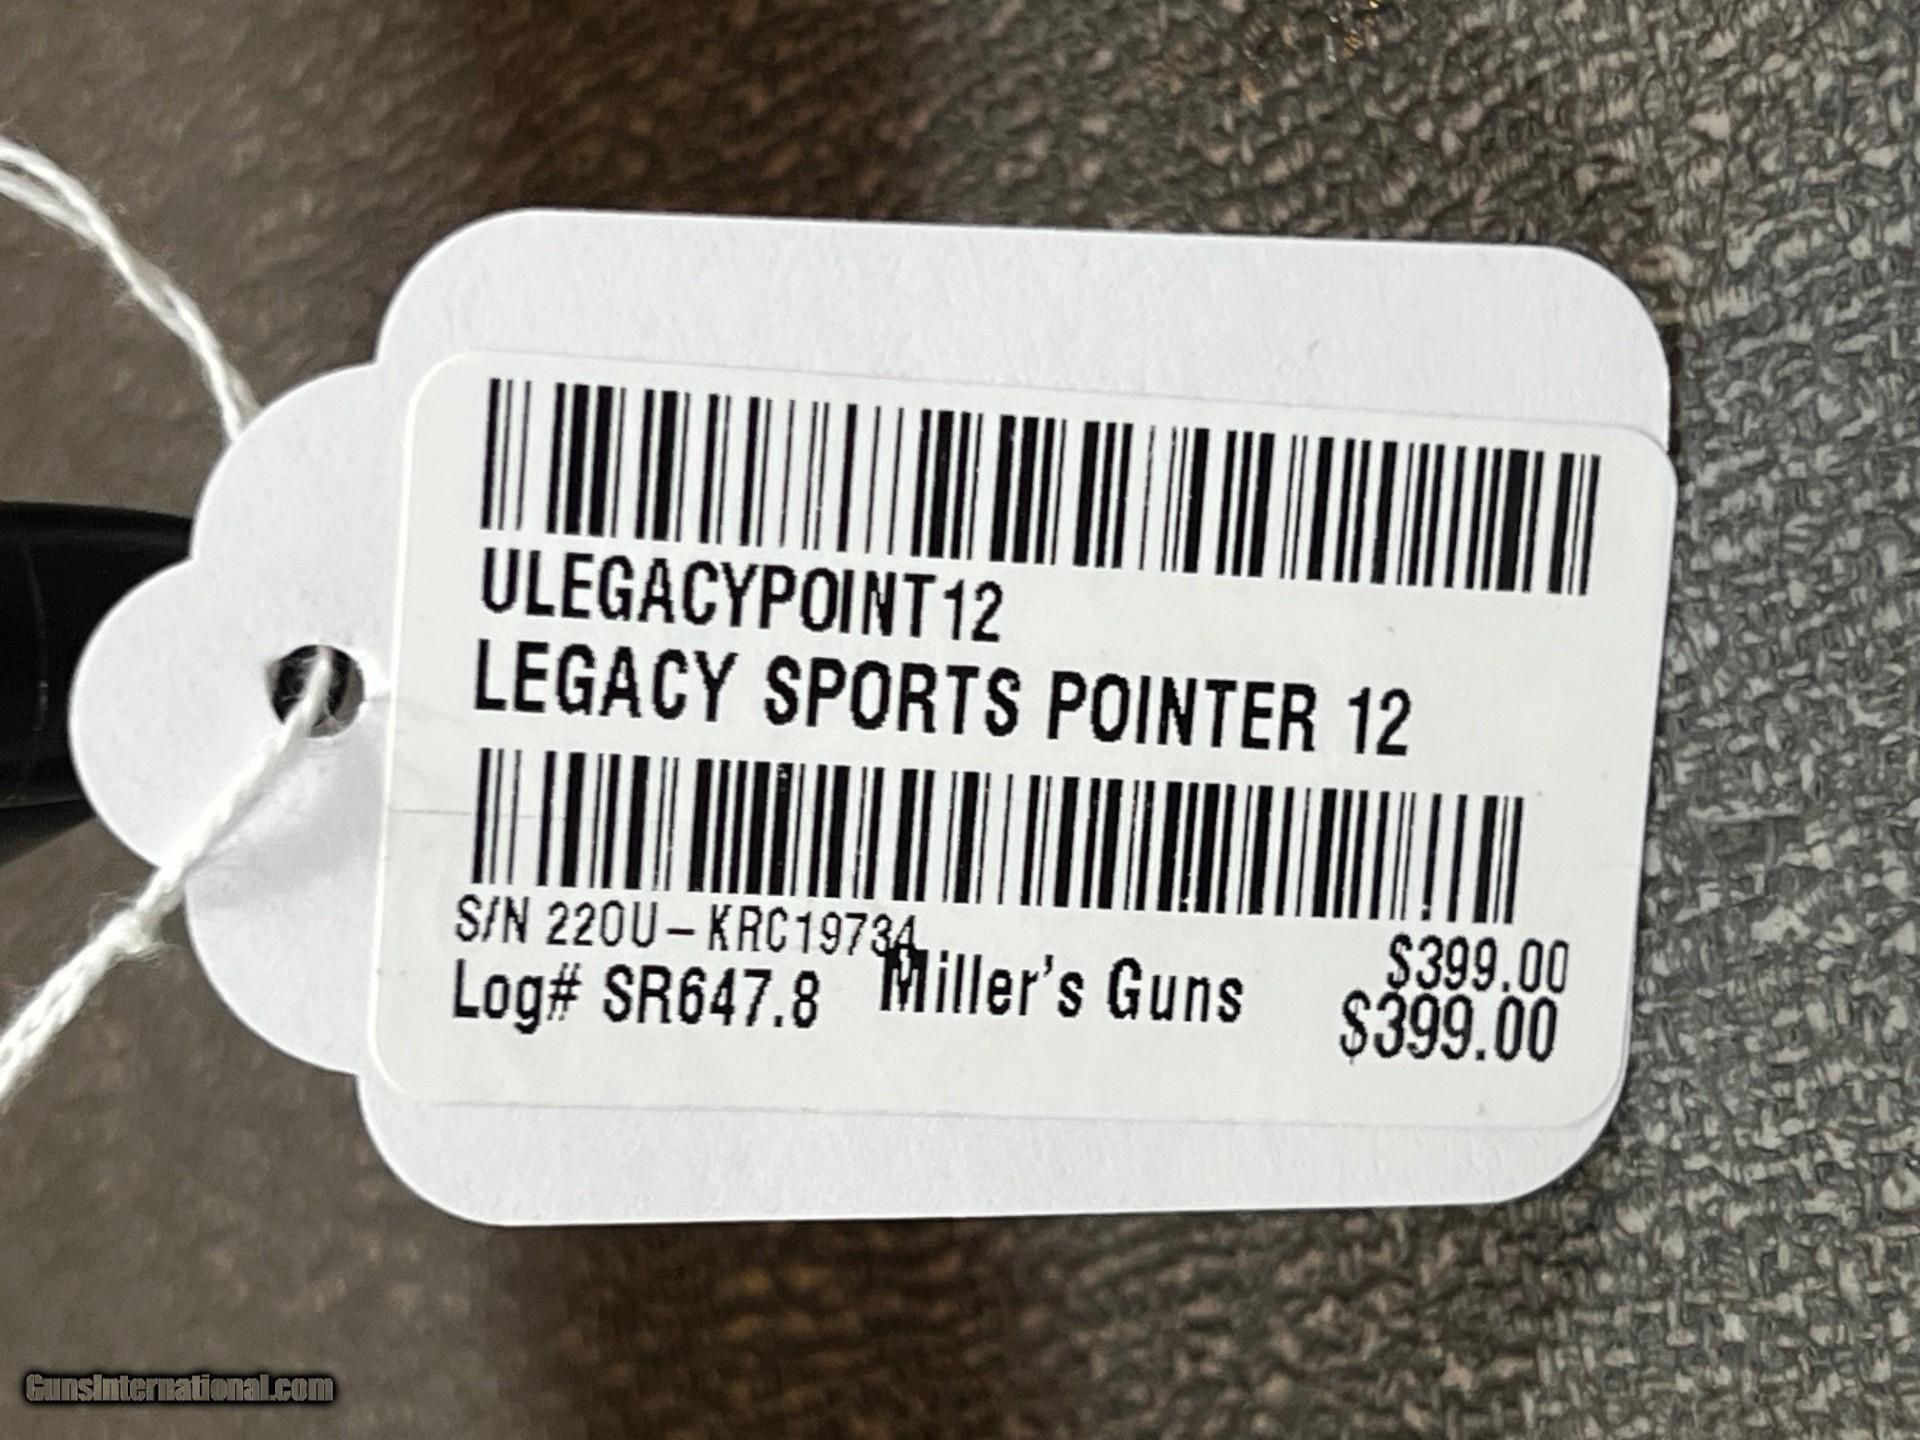 ULEGACYPOINT12
LEGACY SPORTS POINTER 12
S/N 220U-KRC19734
$399.00
Log# SR647.8 Miller's Guns $399.00
GunsInternational.com